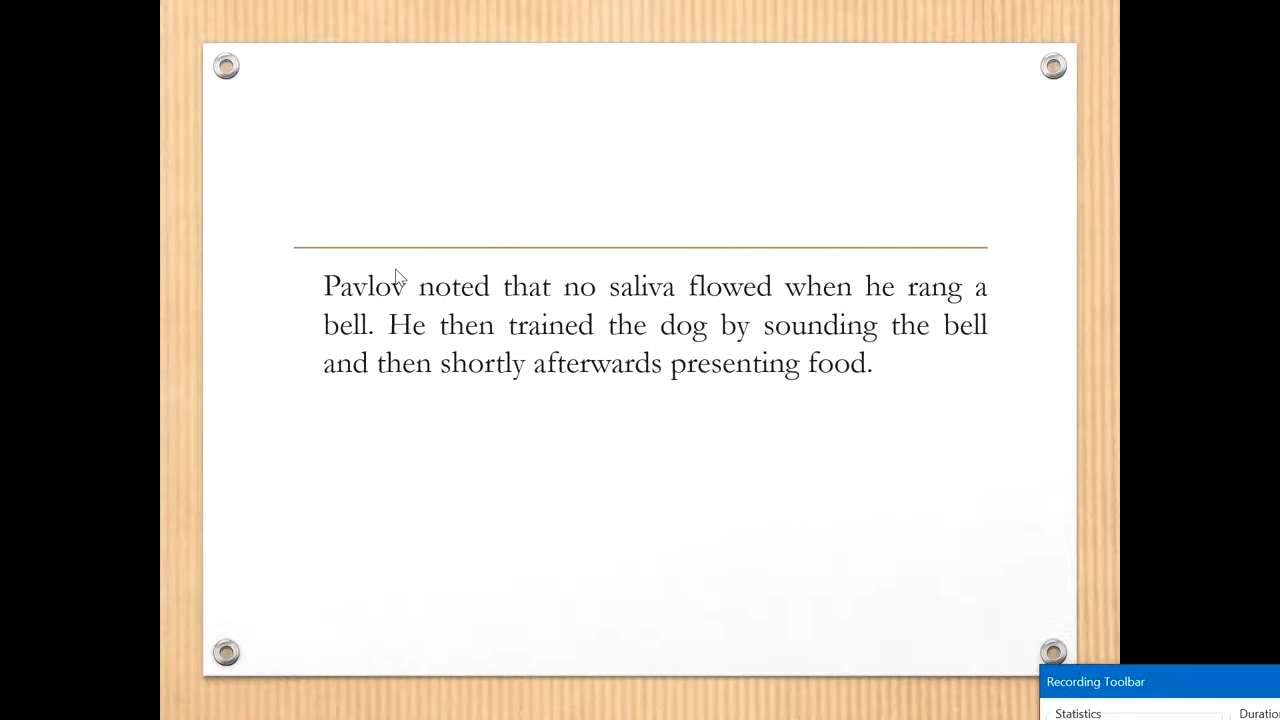 Pavlov noted that no saliva flowed when he rang a
bell. He then trained the dog by sounding the bell
and then shortly afterwards presenting food.
Recording Toolbar
Statistics
Duratio